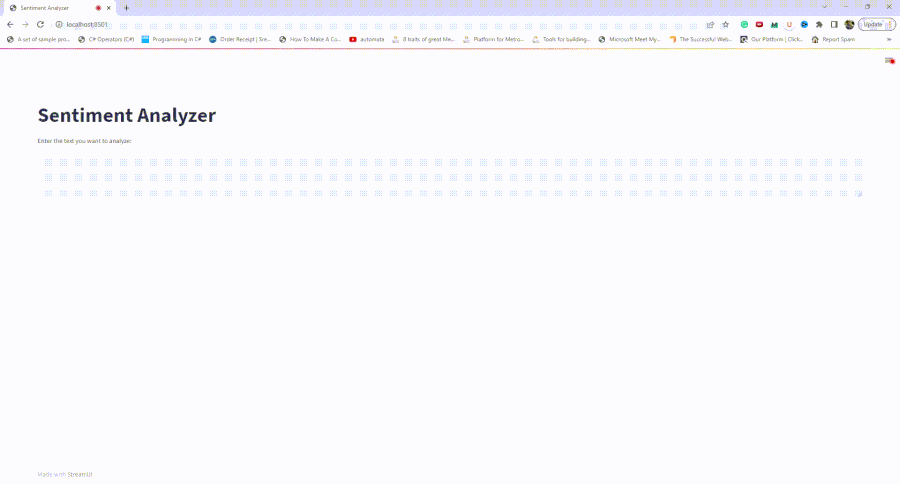 Sentiment Analyzer
localhost:8501
Update
A set of sample pro...
C# Operators (C#)
Programming in C#
Order Receipt | Sre...
How To Make A Co...
automata
8 traits of great Me...
Platform for Metro...
Tools for building...
Microsoft Meet My...
The Successful Web...
Our Platform | Click...
Report Spam
Sentiment Analyzer
Enter the text you want to analyze:
Made with Streamlit